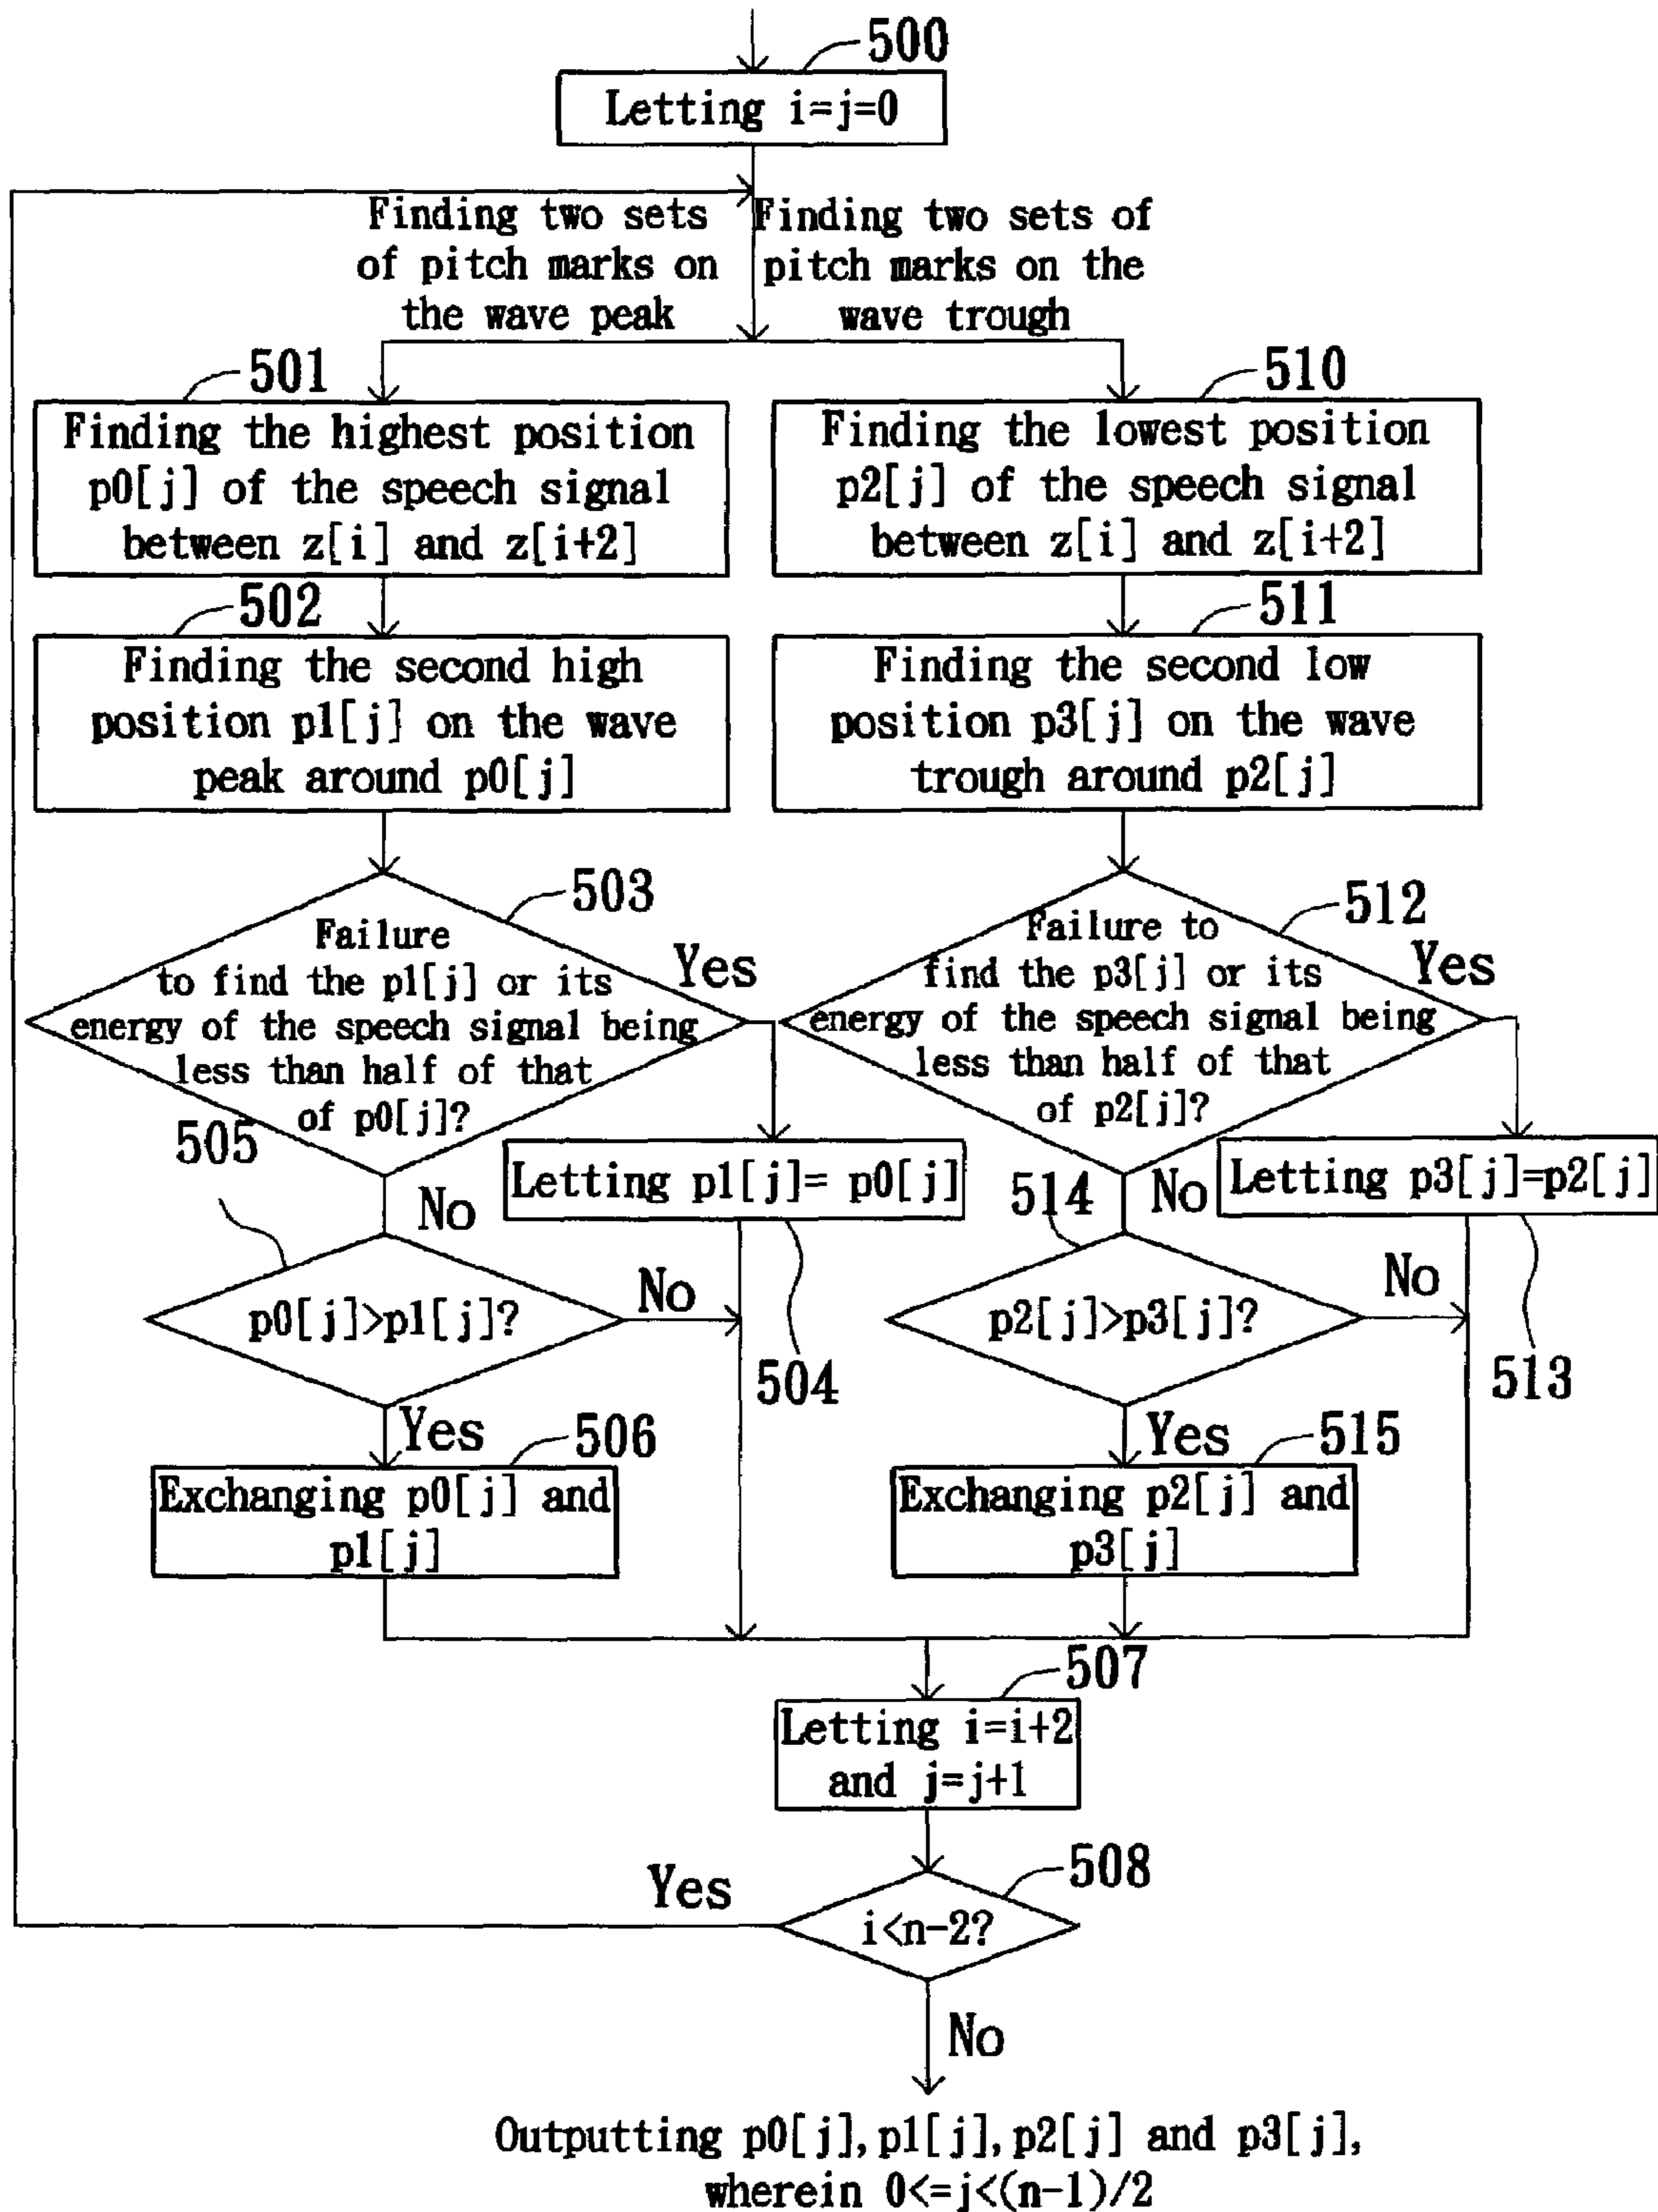 500
Letting i=j=0
Finding two sets
of pitch marks on
the wave peak
Finding two sets of
pitch marks on the
wave trough
501
Finding the highest position
p0[j] of the speech signal
between z[i] and z[i+2]
510
Finding the lowest position
p2[j] of the speech signal
between z[i] and z[i+2]
502
Finding the second high
position p1[j] on the wave
peak around p0[j]
511
Finding the second low
position p3[j] on the wave
trough around p2[j]
503
Failure
to find the p1[j] or its
energy of the speech signal being
less than half of that
of p0[j]?
Yes
512
Failure to
find the p3[j] or its
energy of the speech signal being
less than half of that
of p2[j]?
Yes
505
No
Letting p1[j]= p0[j]
514
No
Letting p3[j]=p2[j]
p0[j]>p1[j]?
No
504
p2[j]>p3[j]?
No
513
Yes
506
Exchanging p0[j] and
p1[j]
Yes
515
Exchanging p2[j] and
p3[j]
507
Letting i=i+2
and j=j+1
508
Yes
i<n-2?
No
Outputting p0[j],p1[j],p2[j] and p3[j],
wherein 0<=j<(n-1)/2